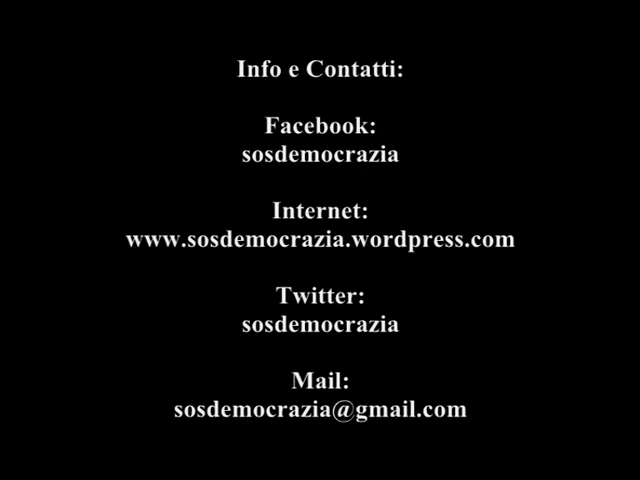 Info e Contatti:
Facebook:
sosdemocrazia
Internet:
www.sosdemocrazia.wordpress.com
Twitter:
sosdemocrazia
Mail:
sosdemocrazia@gmail.com